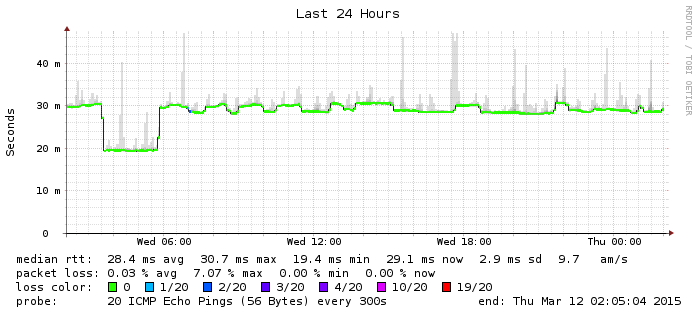 Last 24 Hours
RRDTOOL / TOBI OETIKER
Seconds
40 m
30 m
20 m
10 m
0
Wed 06:00 Wed 12:00 Wed 18:00 Thu 00:00
median rtt: 28.4 ms avg 30.7 ms max 19.4 ms min 29.1 ms now 2.9 ms sd 9.7 am/s
packet loss: 0.03 % avg 7.07 % max 0.00 % min 0.00 % now
loss color: 0 1/20 2/20 3/20 4/20 10/20 19/20
probe: 20 ICMP Echo Pings (56 Bytes) every 300s end: Thu Mar 12 02:05:04 2015